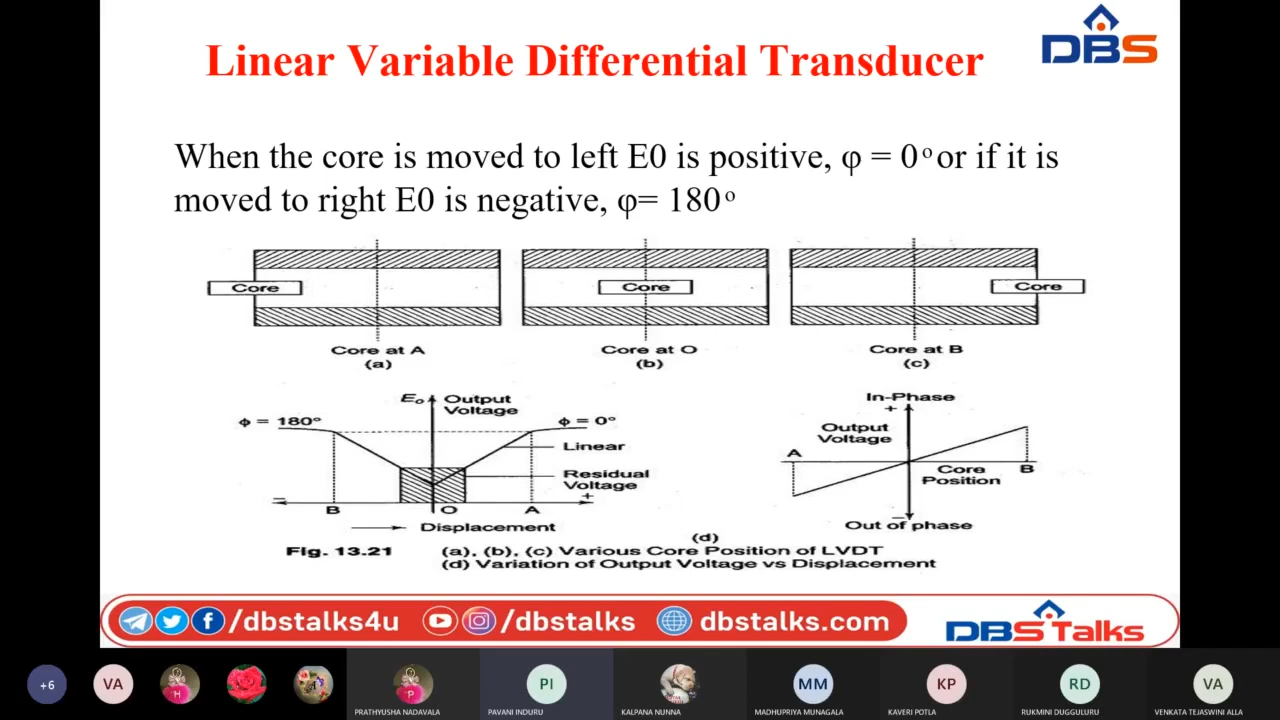 Linear Variable Differential Transducer
DBS
When the core is moved to left E0 is positive, φ = 0° or if it is
moved to right E0 is negative, φ= 180°
Core
Core
Core
Core at A
Core at O
Core at B
(a)
(b)
(c)
Eo Output
Voltage
ϕ = 180°
ϕ = 0°
Linear
Residual
Voltage
−
+
B
O
A
Displacement
In-Phase
+
Output
Voltage
A
Core
Position
B
−
Out of phase
(d)
Fig. 13.21 (a), (b), (c) Various Core Position of LVDT
(d) Variation of Output Voltage vs Displacement
/dbstalks4u /dbstalks dbstalks.com
DBS Talks
+6
VA
H
P
PI
MM
KP
RD
VA
PRATHYUSHA NADAVALA
PAVANI INDURU
KALPANA NUNNA
MADHUPRIYA MUNAGALA
KAVERI POTLA
RUKMINI DUGGULURU
VENKATA TEJASWINI ALLA